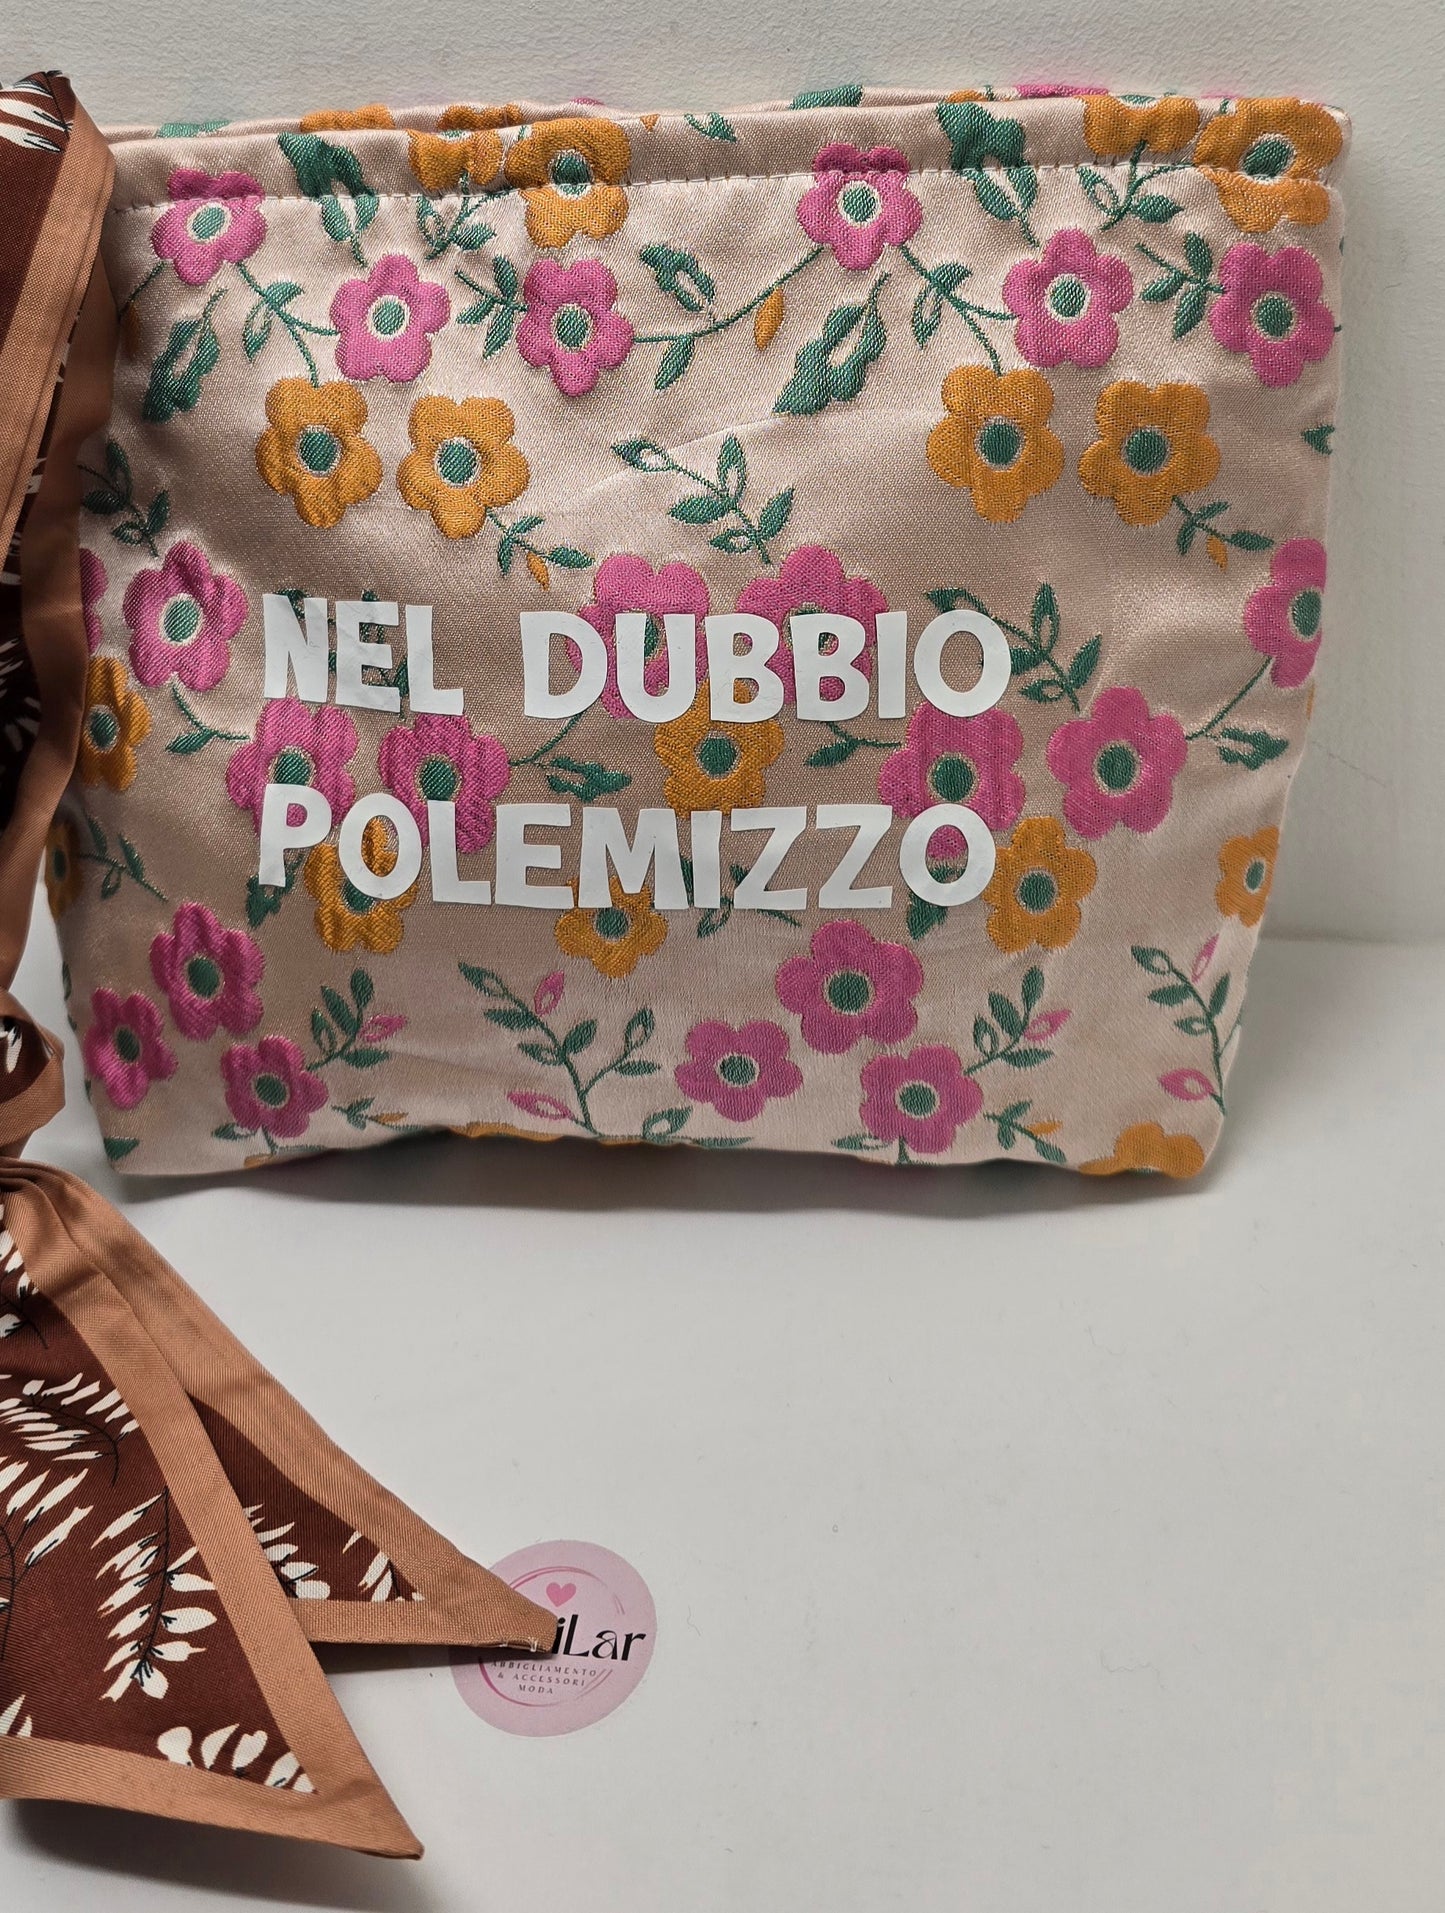 NEL DUBBIO
POLEMIZZO
ABBIGLIAMENTO
& ACCESSORI
MODA